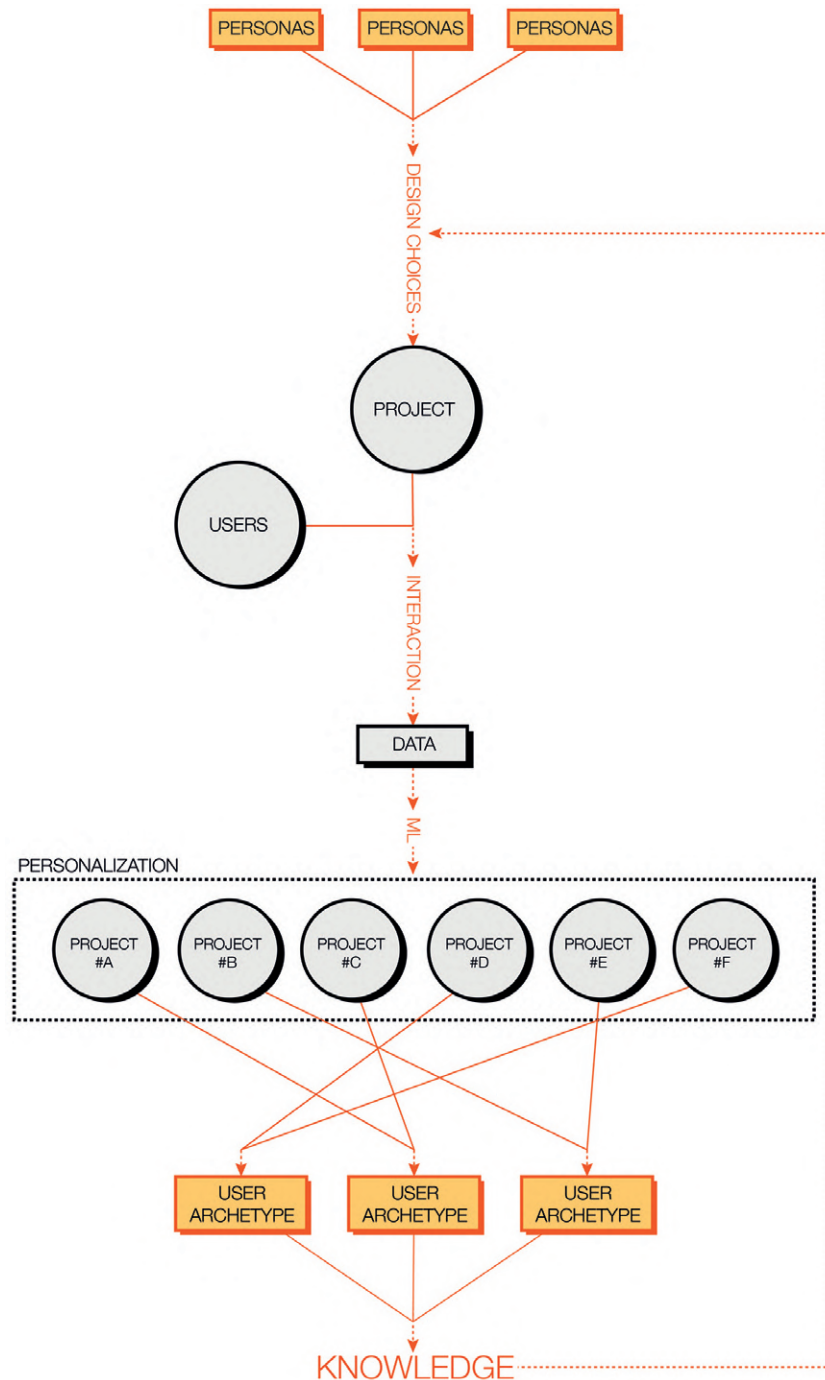 PERSONAS
PERSONAS
PERSONAS
DESIGN CHOICES
PROJECT
USERS
INTERACTION
DATA
ML
PERSONALIZATION
PROJECT
#A
PROJECT
#B
PROJECT
#C
PROJECT
#D
PROJECT
#E
PROJECT
#F
USER
ARCHETYPE
USER
ARCHETYPE
USER
ARCHETYPE
KNOWLEDGE